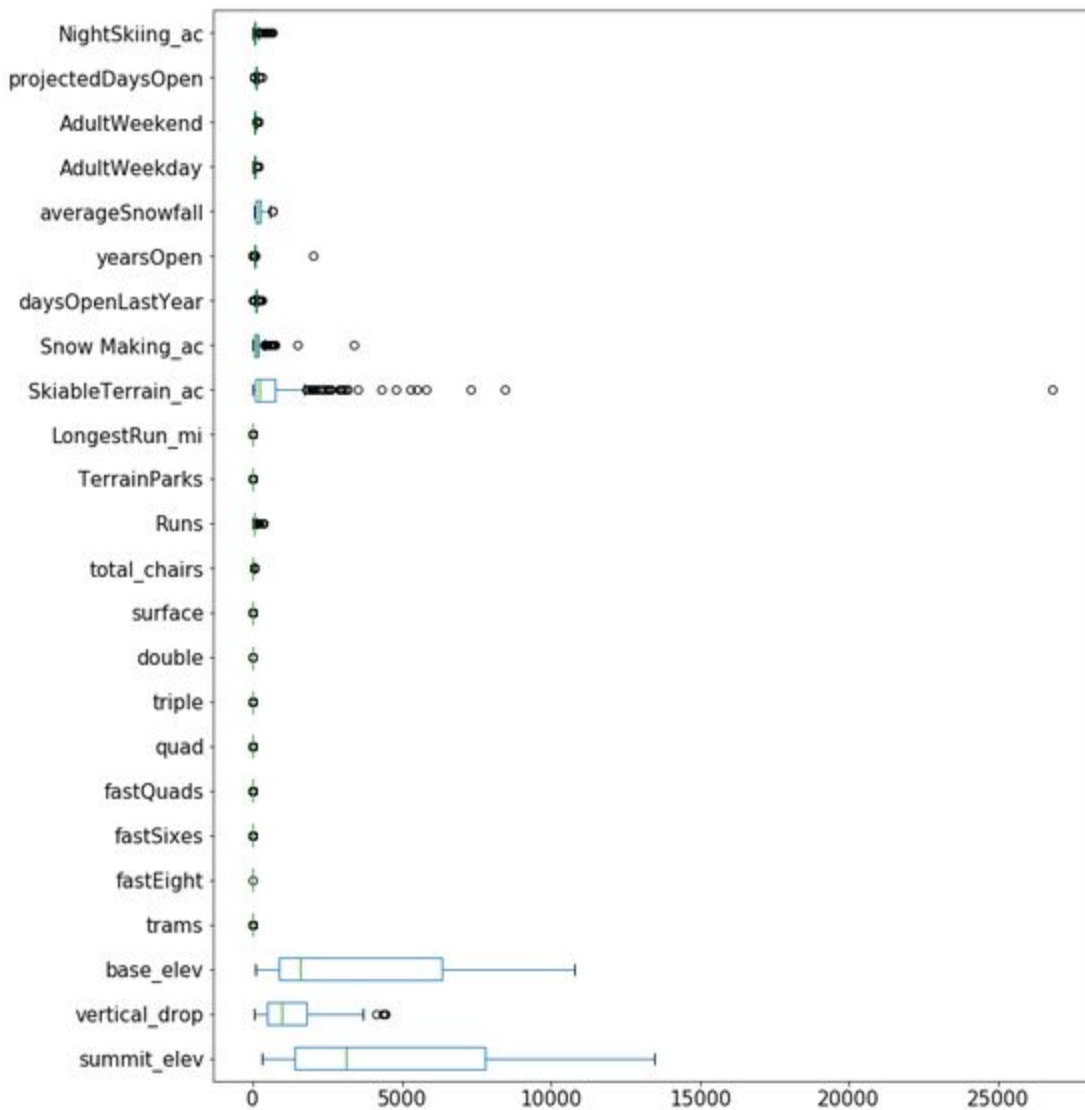 NightSkiing_ac
projectedDaysOpen
AdultWeekend
AdultWeekday
averageSnowfall
yearsOpen
daysOpenLastYear
Snow Making_ac
SkiableTerrain_ac
LongestRun_mi
TerrainParks
Runs
total_chairs
surface
double
triple
quad
fastQuads
fastSixes
fastEight
trams
base_elev
vertical_drop
summit_elev
0 5000 10000 15000 20000 25000